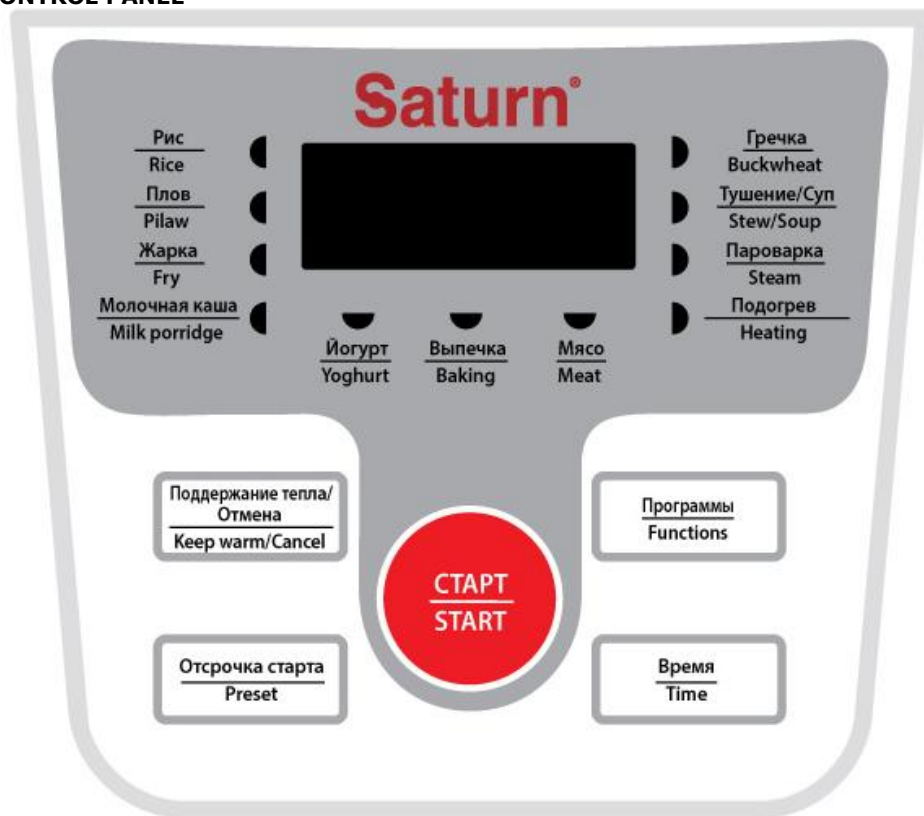 CONTROL PANEL
Saturn®
Рис
Rice
Плов
Pilaw
Жарка
Fry
Молочная каша
Milk porridge
Гречка
Buckwheat
Тушение/Суп
Stew/Soup
Пароварка
Steam
Подогрев
Heating
Йогурт
Yoghurt
Выпечка
Baking
Мясо
Meat
Поддержание тепла/
Отмена
Keep warm/Cancel
Программы
Functions
СТАРТ
START
Отсрочка старта
Preset
Время
Time